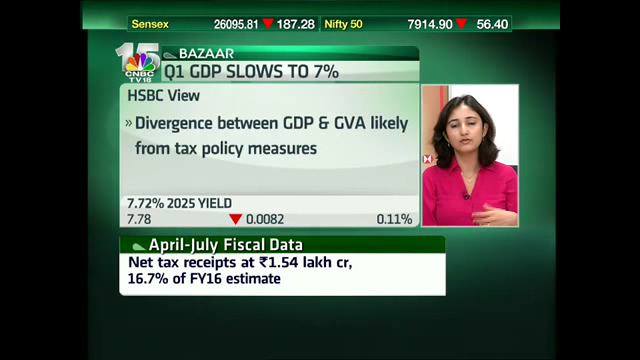 Sensex 26095.81 187.28 Nifty 50 7914.90 56.40
15
CNBC
TV18
BAZAAR
Q1 GDP SLOWS TO 7%
HSBC View
» Divergence between GDP & GVA likely
from tax policy measures
7.72% 2025 YIELD
7.78 0.0082 0.11%
April-July Fiscal Data
Net tax receipts at ₹1.54 lakh cr,
16.7% of FY16 estimate